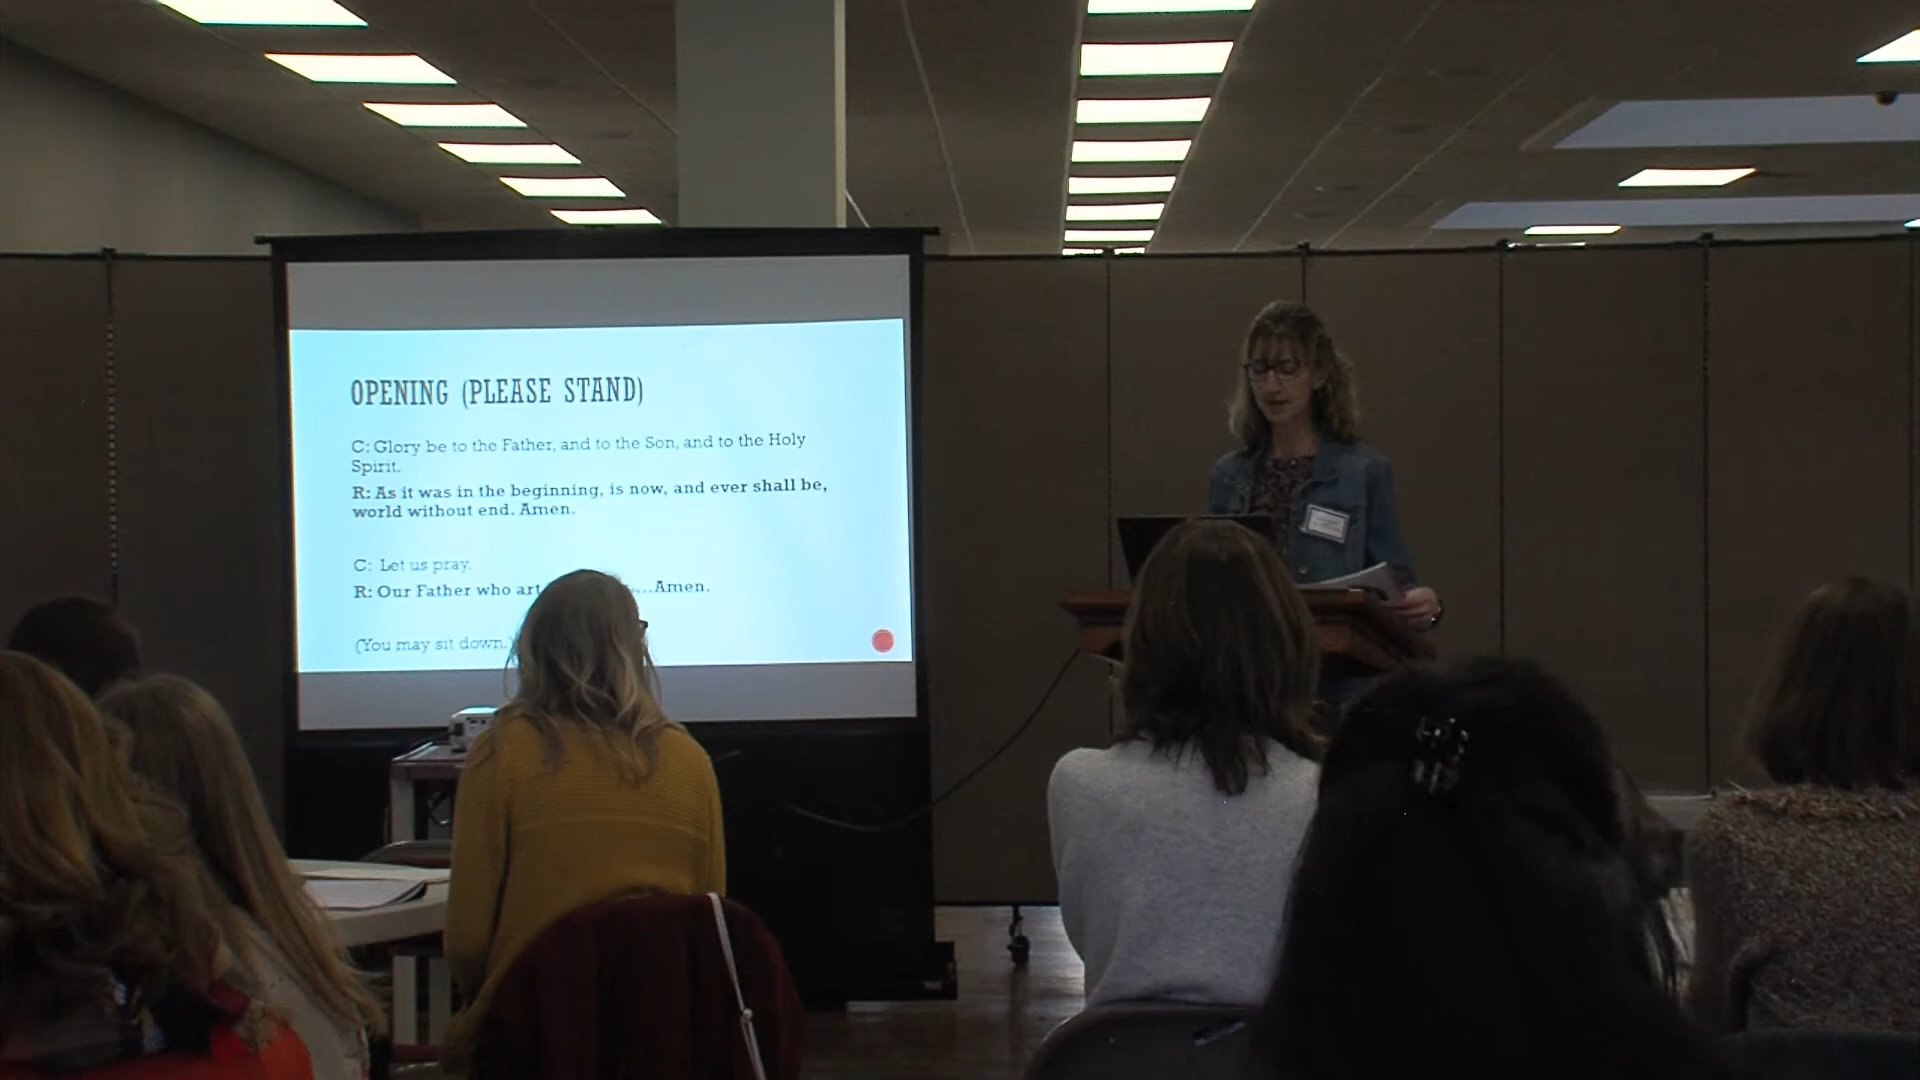 OPENING (PLEASE STAND)
C: Glory be to the Father, and to the Son, and to the Holy
Spirit.
R: As it was in the beginning, is now, and ever shall be,
world without end. Amen.
C: Let us pray.
R: Our Father who art ...Amen.
(You may sit down.)